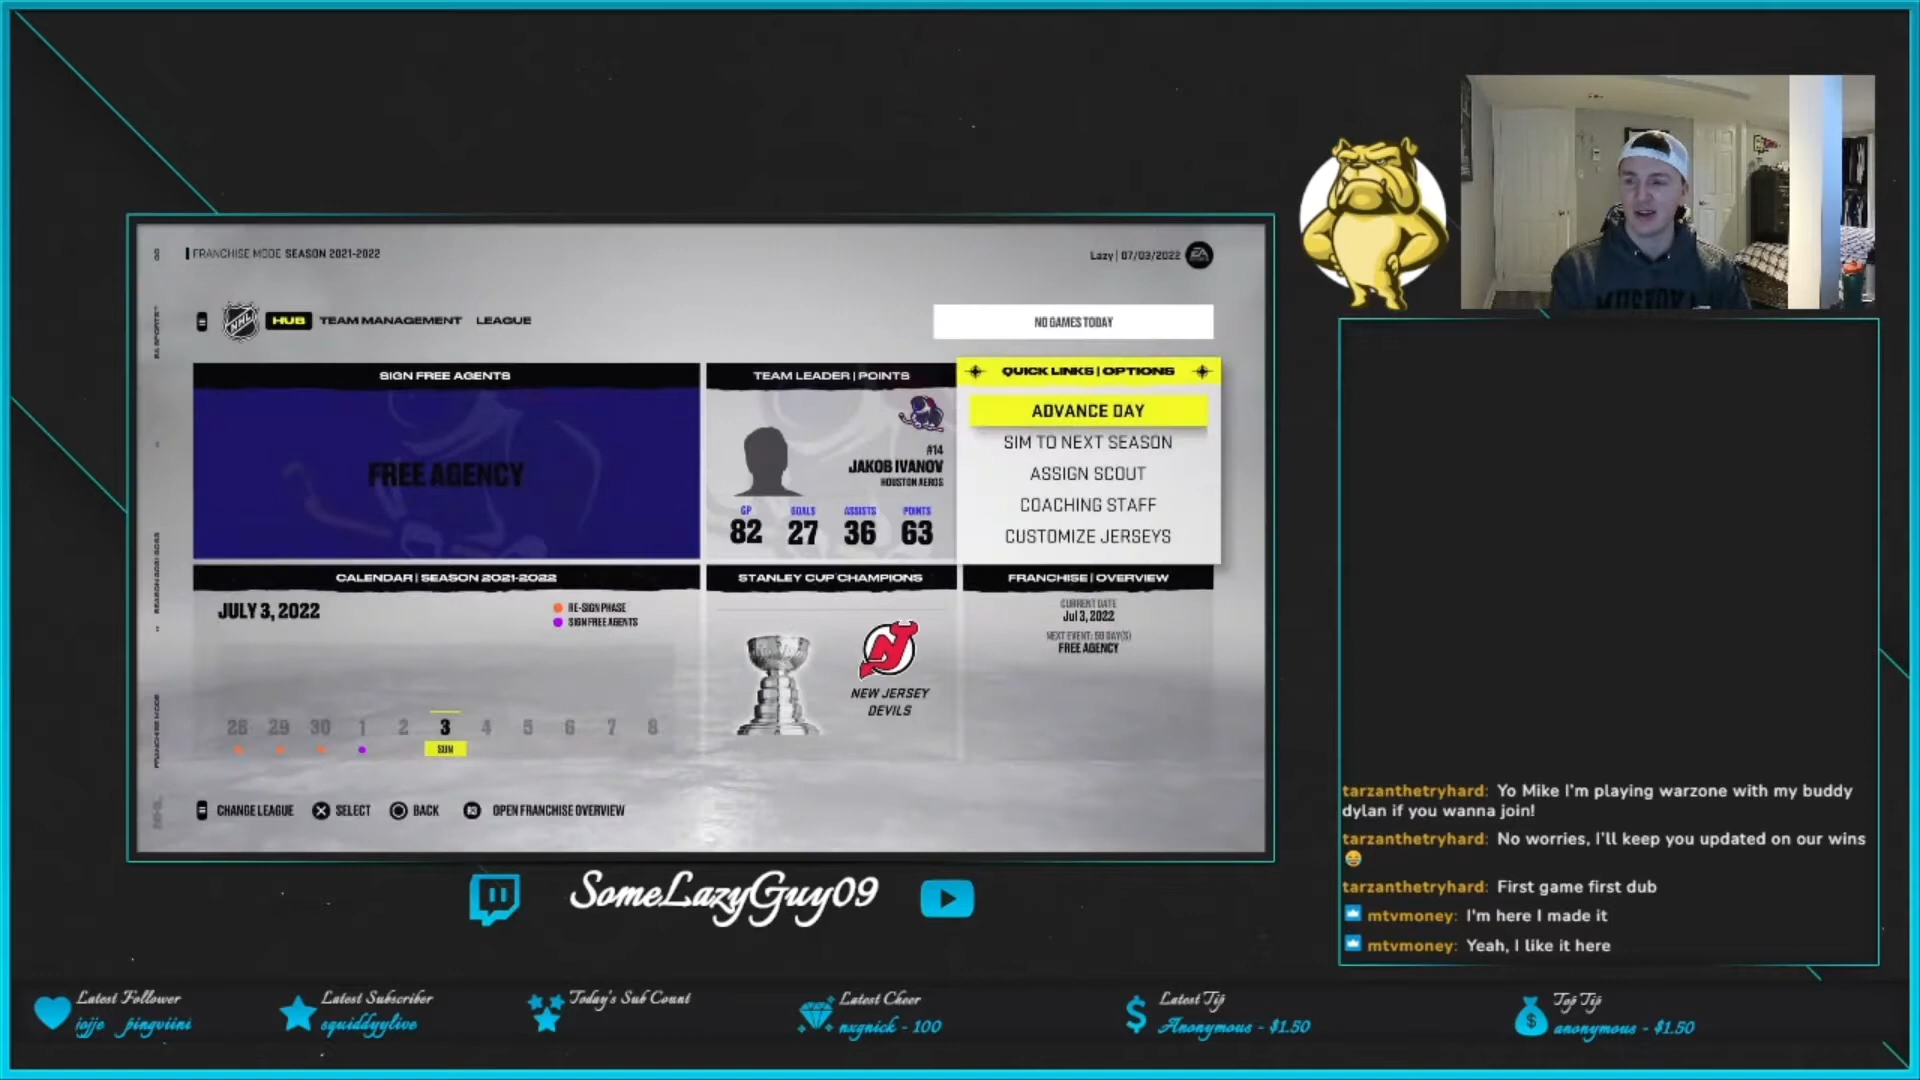 FRANCHISE MODE SEASON 2021-2022
Lazy | 07/03/2022
NHL
HUB TEAM MANAGEMENT LEAGUE
NO GAMES TODAY
SIGN FREE AGENTS
FREE AGENCY
TEAM LEADER | POINTS
#14
JAKOB IVANOV
HOUSTON AEROS
GP GOALS ASSISTS POINTS
82 27 36 63
QUICK LINKS | OPTIONS
ADVANCE DAY
SIM TO NEXT SEASON
ASSIGN SCOUT
COACHING STAFF
CUSTOMIZE JERSEYS
CALENDAR | SEASON 2021-2022
JULY 3, 2022
RE-SIGN PHASE
SIGN FREE AGENTS
28 29 30 1 2 3 4 5 6 7 8
SUN
STANLEY CUP CHAMPIONS
NEW JERSEY
DEVILS
FRANCHISE | OVERVIEW
CURRENT DATE
Jul 3, 2022
NEXT EVENT: 59 DAY(S)
FREE AGENCY
CHANGE LEAGUE SELECT BACK OPEN FRANCHISE OVERVIEW
SomeLazyGuy09
tarzanthetryhard: Yo Mike I'm playing warzone with my buddy
dylan if you wanna join!
tarzanthetryhard: No worries, I'll keep you updated on our wins
😂
tarzanthetryhard: First game first dub
mtvmoney: I'm here I made it
mtvmoney: Yeah, I like it here
Latest Follower
iojje_pingviini
Latest Subscriber
squiddyylive
Today's Sub Count
Latest Cheer
nxgnick - 100
Latest Tip
Anonymous - $1.50
Top Tip
anonymous - $1.50